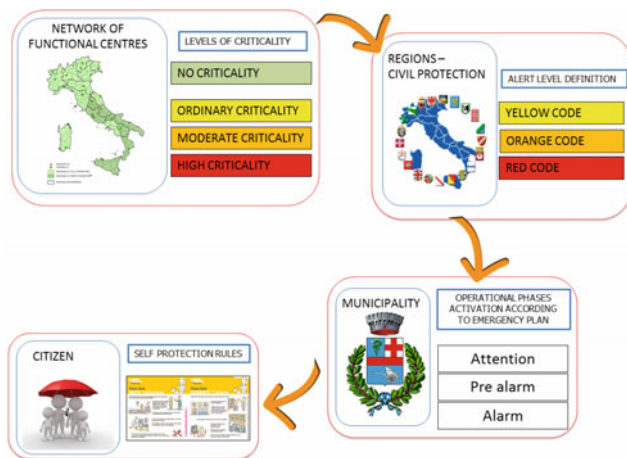 NETWORK OF
FUNCTIONAL CENTRES
LEVELS OF CRITICALITY
NO CRITICALITY
ORDINARY CRITICALITY
MODERATE CRITICALITY
HIGH CRITICALITY
REGIONS –
CIVIL PROTECTION
ALERT LEVEL DEFINITION
YELLOW CODE
ORANGE CODE
RED CODE
MUNICIPALITY
OPERATIONAL PHASES
ACTIVATION ACCORDING
TO EMERGENCY PLAN
Attention
Pre alarm
Alarm
CITIZEN
SELF PROTECTION RULES